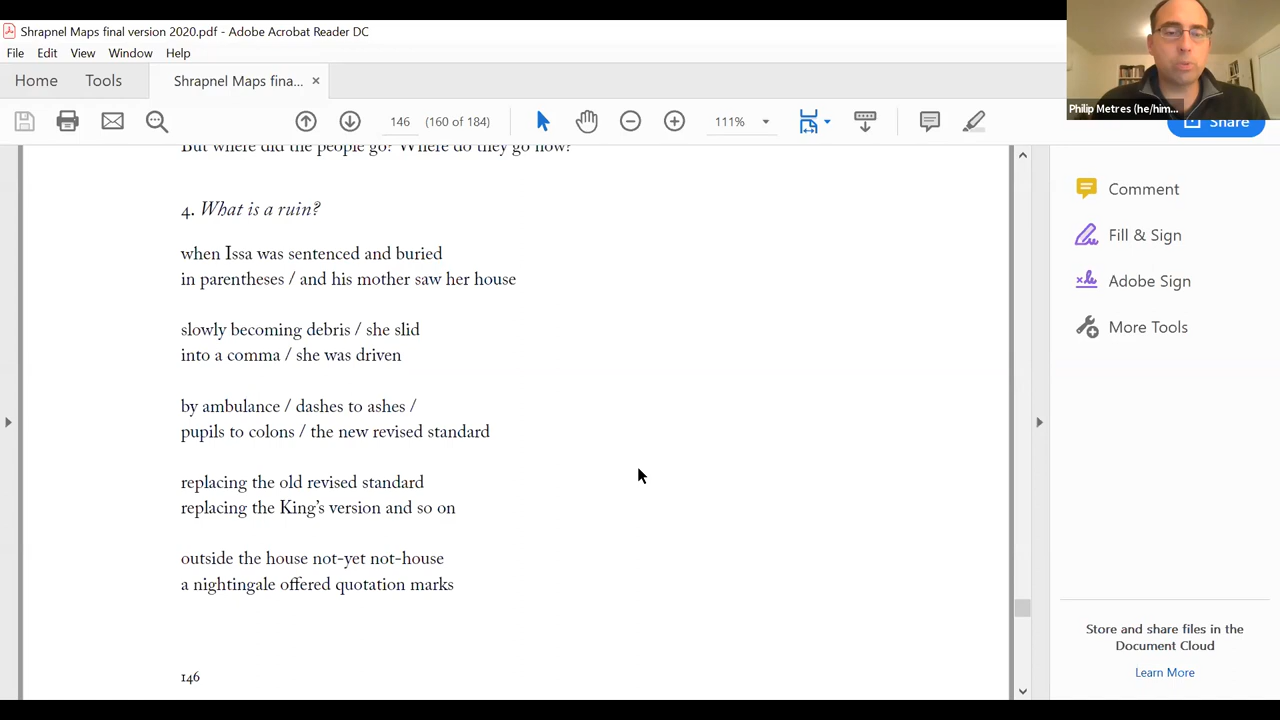 Shrapnel Maps final version 2020.pdf - Adobe Acrobat Reader DC
File Edit View Window Help
Home Tools Shrapnel Maps fina... ×
146 (160 of 184) 111% Share
Philip Metres (he/him...
But where did the people go? Where do they go now?
4. What is a ruin?
when Issa was sentenced and buried
in parentheses / and his mother saw her house
slowly becoming debris / she slid
into a comma / she was driven
by ambulance / dashes to ashes /
pupils to colons / the new revised standard
replacing the old revised standard
replacing the King’s version and so on
outside the house not-yet not-house
a nightingale offered quotation marks
146
Comment
Fill & Sign
Adobe Sign
More Tools
Store and share files in the
Document Cloud
Learn More